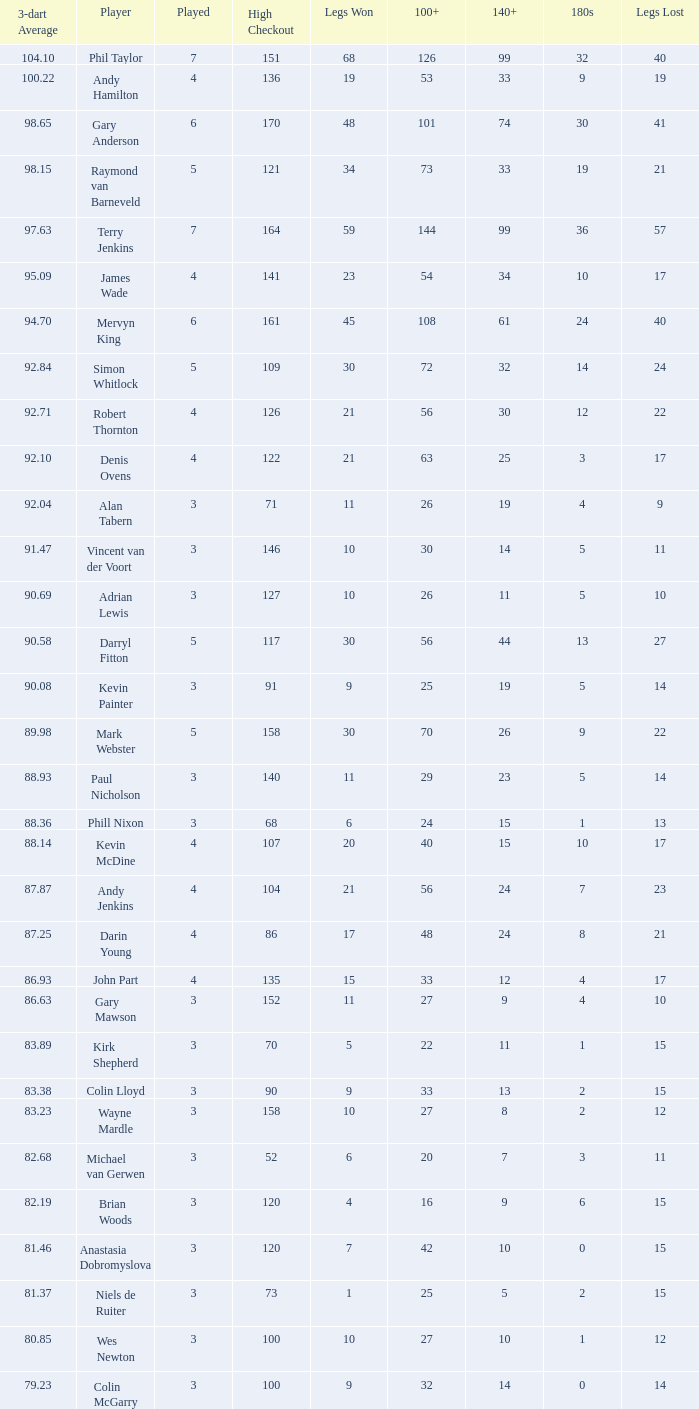 3-dart Average Player Played High Checkout Legs Won 100+ 140+ 180s Legs Lost
104.10 Phil Taylor 7 151 68 126 99 32 40
100.22 Andy Hamilton 4 136 19 53 33 9 19
98.65 Gary Anderson 6 170 48 101 74 30 41
98.15 Raymond van Barneveld 5 121 34 73 33 19 21
97.63 Terry Jenkins 7 164 59 144 99 36 57
95.09 James Wade 4 141 23 54 34 10 17
94.70 Mervyn King 6 161 45 108 61 24 40
92.84 Simon Whitlock 5 109 30 72 32 14 24
92.71 Robert Thornton 4 126 21 56 30 12 22
92.10 Denis Ovens 4 122 21 63 25 3 17
92.04 Alan Tabern 3 71 11 26 19 4 9
91.47 Vincent van der Voort 3 146 10 30 14 5 11
90.69 Adrian Lewis 3 127 10 26 11 5 10
90.58 Darryl Fitton 5 117 30 56 44 13 27
90.08 Kevin Painter 3 91 9 25 19 5 14
89.98 Mark Webster 5 158 30 70 26 9 22
88.93 Paul Nicholson 3 140 11 29 23 5 14
88.36 Phill Nixon 3 68 6 24 15 1 13
88.14 Kevin McDine 4 107 20 40 15 10 17
87.87 Andy Jenkins 4 104 21 56 24 7 23
87.25 Darin Young 4 86 17 48 24 8 21
86.93 John Part 4 135 15 33 12 4 17
86.63 Gary Mawson 3 152 11 27 9 4 10
83.89 Kirk Shepherd 3 70 5 22 11 1 15
83.38 Colin Lloyd 3 90 9 33 13 2 15
83.23 Wayne Mardle 3 158 10 27 8 2 12
82.68 Michael van Gerwen 3 52 6 20 7 3 11
82.19 Brian Woods 3 120 4 16 9 6 15
81.46 Anastasia Dobromyslova 3 120 7 42 10 0 15
81.37 Niels de Ruiter 3 73 1 25 5 2 15
80.85 Wes Newton 3 100 10 27 10 1 12
79.23 Colin McGarry 3 100 9 32 14 0 14